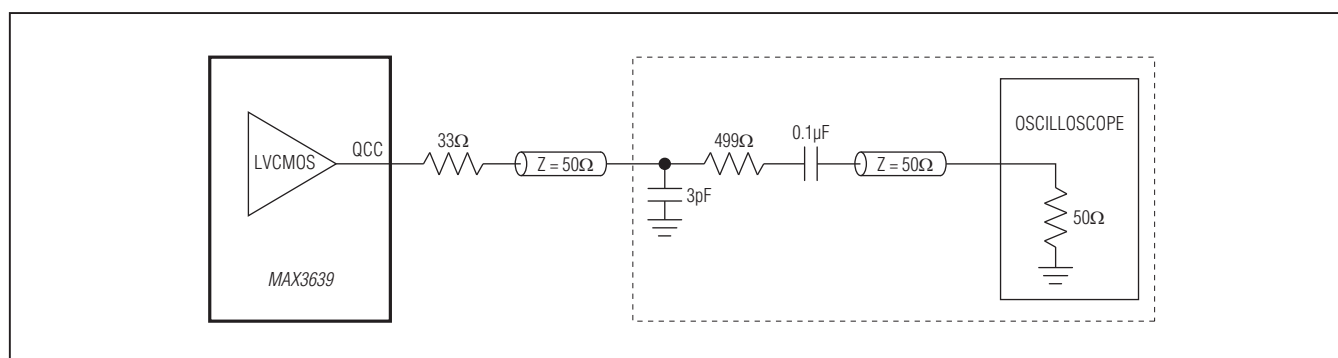 LVCMOS
QCC
MAX3639
33Ω
Z = 50Ω
3pF
499Ω
0.1µF
Z = 50Ω
OSCILLOSCOPE
50Ω